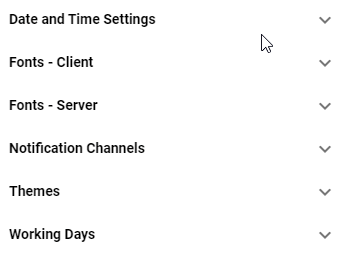 Date and Time Settings
Fonts - Client
Fonts - Server
Notification Channels
Themes
Working Days